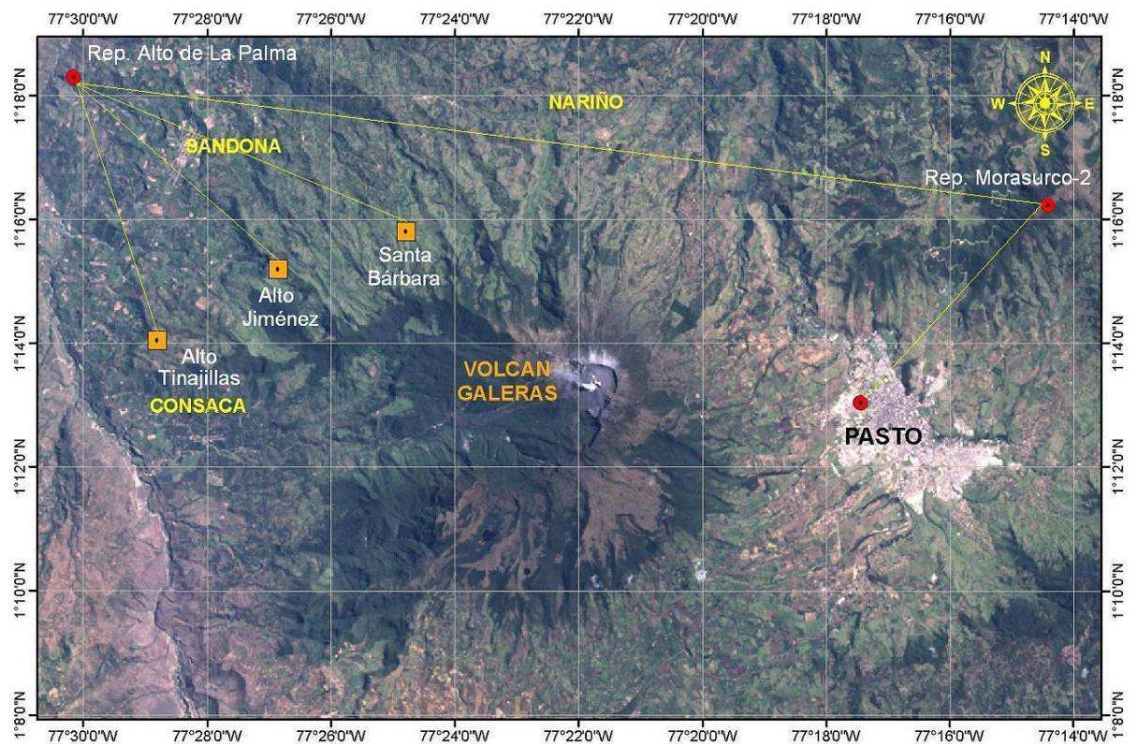 77°30'0"W 77°28'0"W 77°26'0"W 77°24'0"W 77°22'0"W 77°20'0"W 77°18'0"W 77°16'0"W 77°14'0"W
Rep. Alto de La Palma
N
W E
S
1°18'0"N 1°18'0"N
NARIÑO
SANDONA
Rep. Morasurco-2
1°16'0"N 1°16'0"N
Santa
Bárbara
Alto
Jiménez
1°14'0"N 1°14'0"N
Alto
Tinajillas
CONSACA
VOLCAN
GALERAS
PASTO
1°12'0"N 1°12'0"N
1°10'0"N 1°10'0"N
1°8'0"N 1°8'0"N
77°30'0"W 77°28'0"W 77°26'0"W 77°24'0"W 77°22'0"W 77°20'0"W 77°18'0"W 77°16'0"W 77°14'0"W